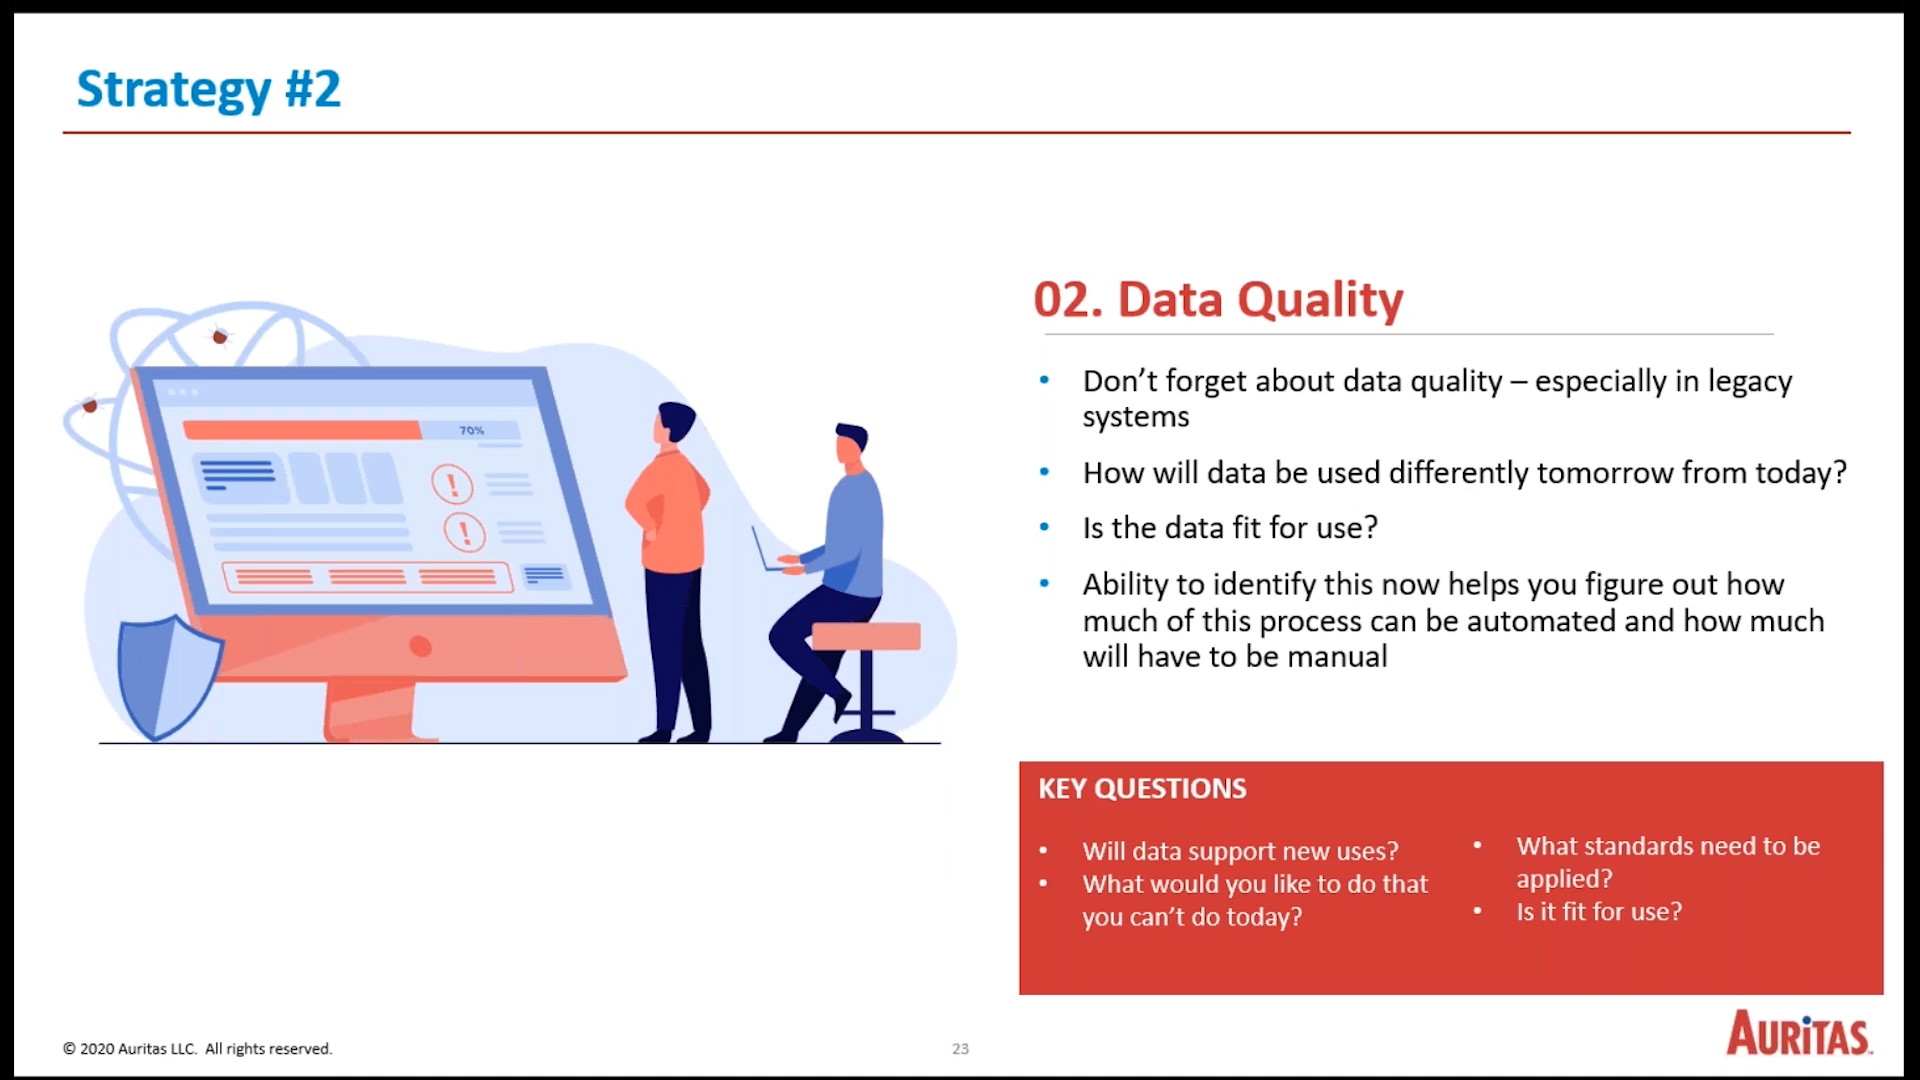 Strategy #2
70%
02. Data Quality
• Don’t forget about data quality – especially in legacy
systems
• How will data be used differently tomorrow from today?
• Is the data fit for use?
• Ability to identify this now helps you figure out how
much of this process can be automated and how much
will have to be manual
KEY QUESTIONS
• Will data support new uses?
• What would you like to do that
you can’t do today?
• What standards need to be
applied?
• Is it fit for use?
© 2020 Auritas LLC. All rights reserved.
23
AURiTAS